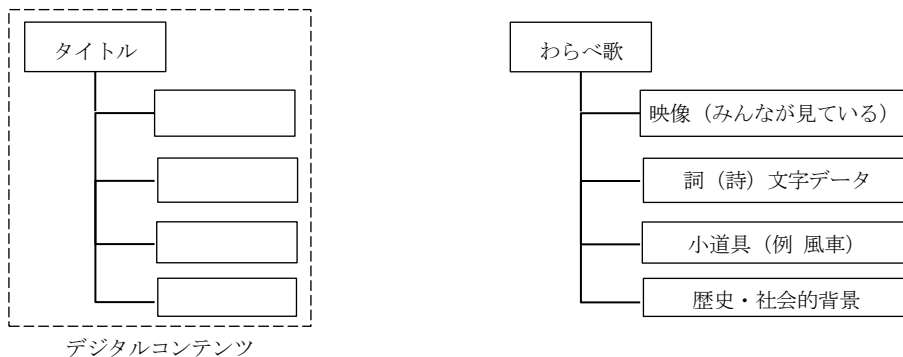 タイトル
デジタルコンテンツ
わらべ歌
映像（みんなが見ている）
詞（詩）文字データ
小道具（例 風車）
歴史・社会的背景